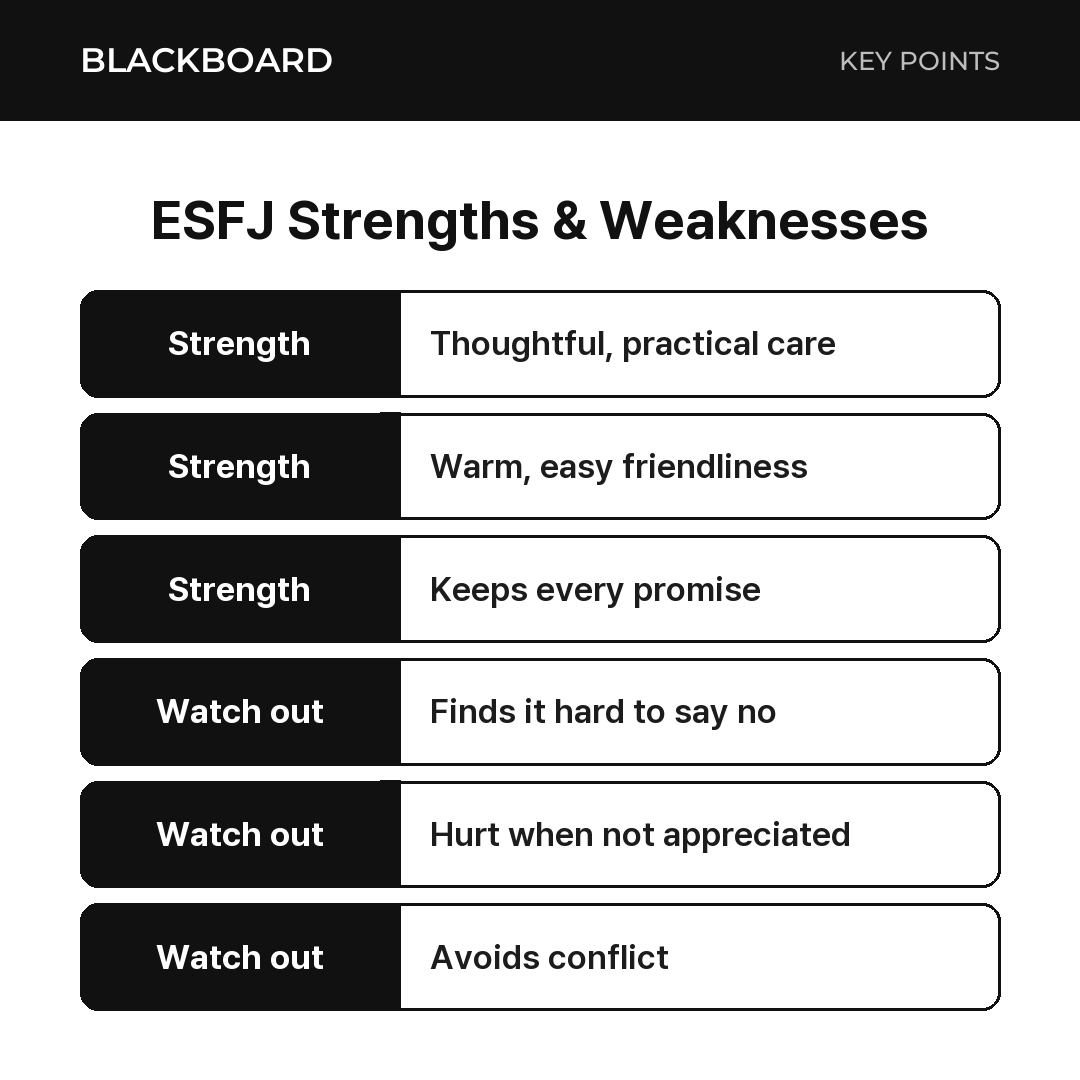 BLACKBOARD
KEY POINTS
ESFJ Strengths & Weaknesses
Strength
Thoughtful, practical care
Strength
Warm, easy friendliness
Strength
Keeps every promise
Watch out
Finds it hard to say no
Watch out
Hurt when not appreciated
Watch out
Avoids conflict